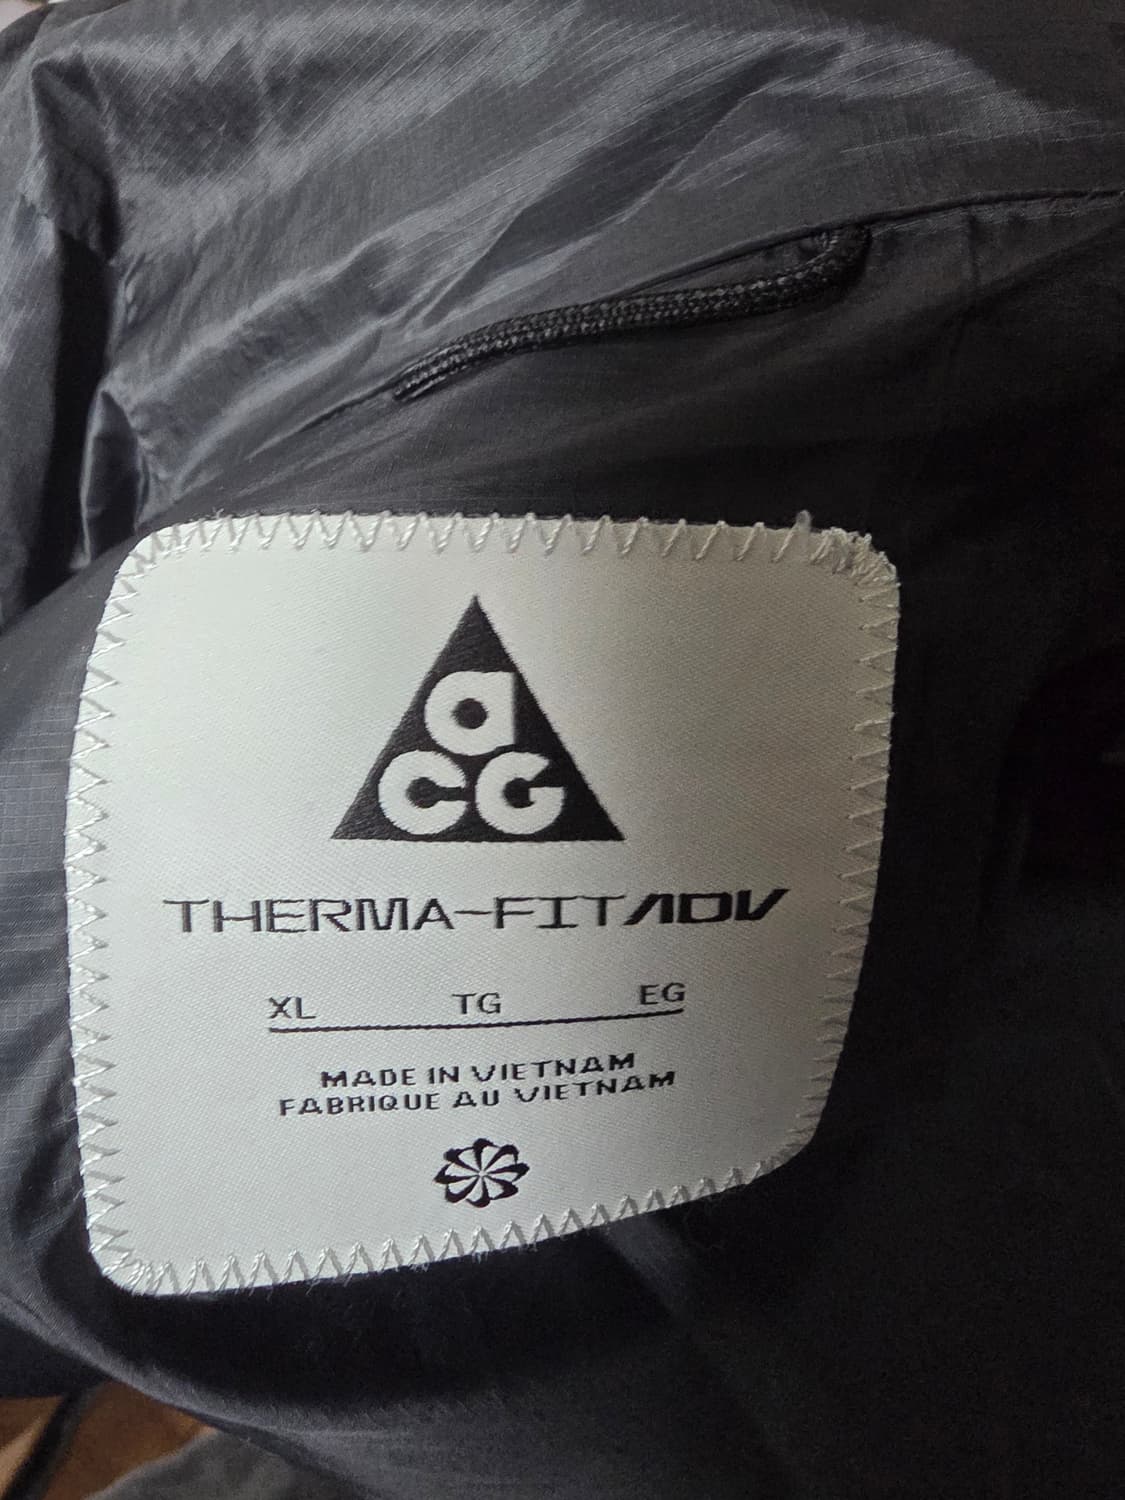 aCG
THERMA-FITADV
XL TG EG
MADE IN VIETNAM
FABRIQUE AU VIETNAM